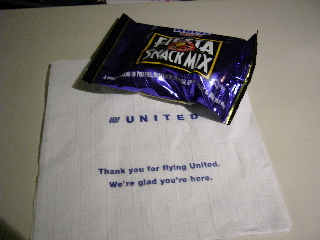 FIESTA
SNACK MIX
UNITED
Thank you for flying United.
We're glad you're here.